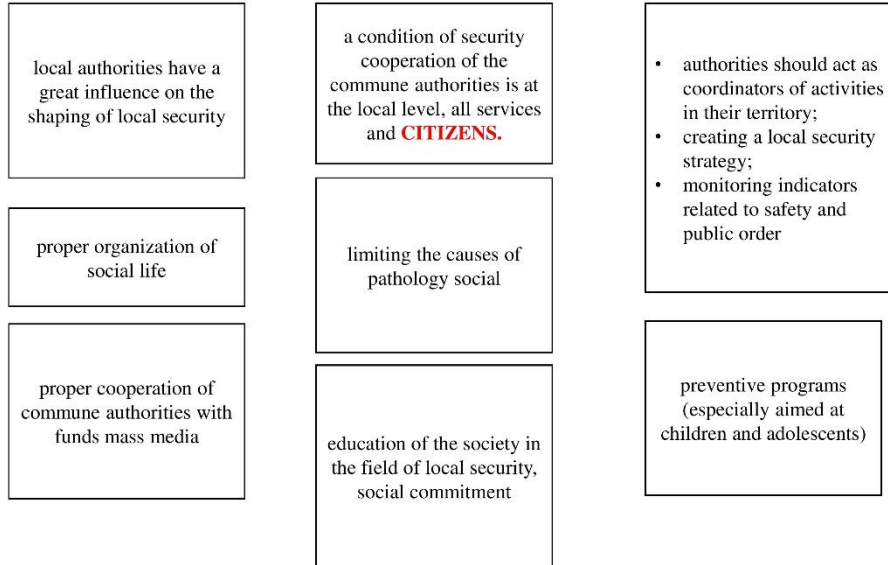 local authorities have a
great influence on the
shaping of local security
proper organization of
social life
proper cooperation of
commune authorities with
funds mass media
a condition of security
cooperation of the
commune authorities is at
the local level, all services
and CITIZENS.
limiting the causes of
pathology social
education of the society in
the field of local security,
social commitment
• authorities should act as
coordinators of activities
in their territory;
• creating a local security
strategy;
• monitoring indicators
related to safety and
public order
preventive programs
(especially aimed at
children and adolescents)